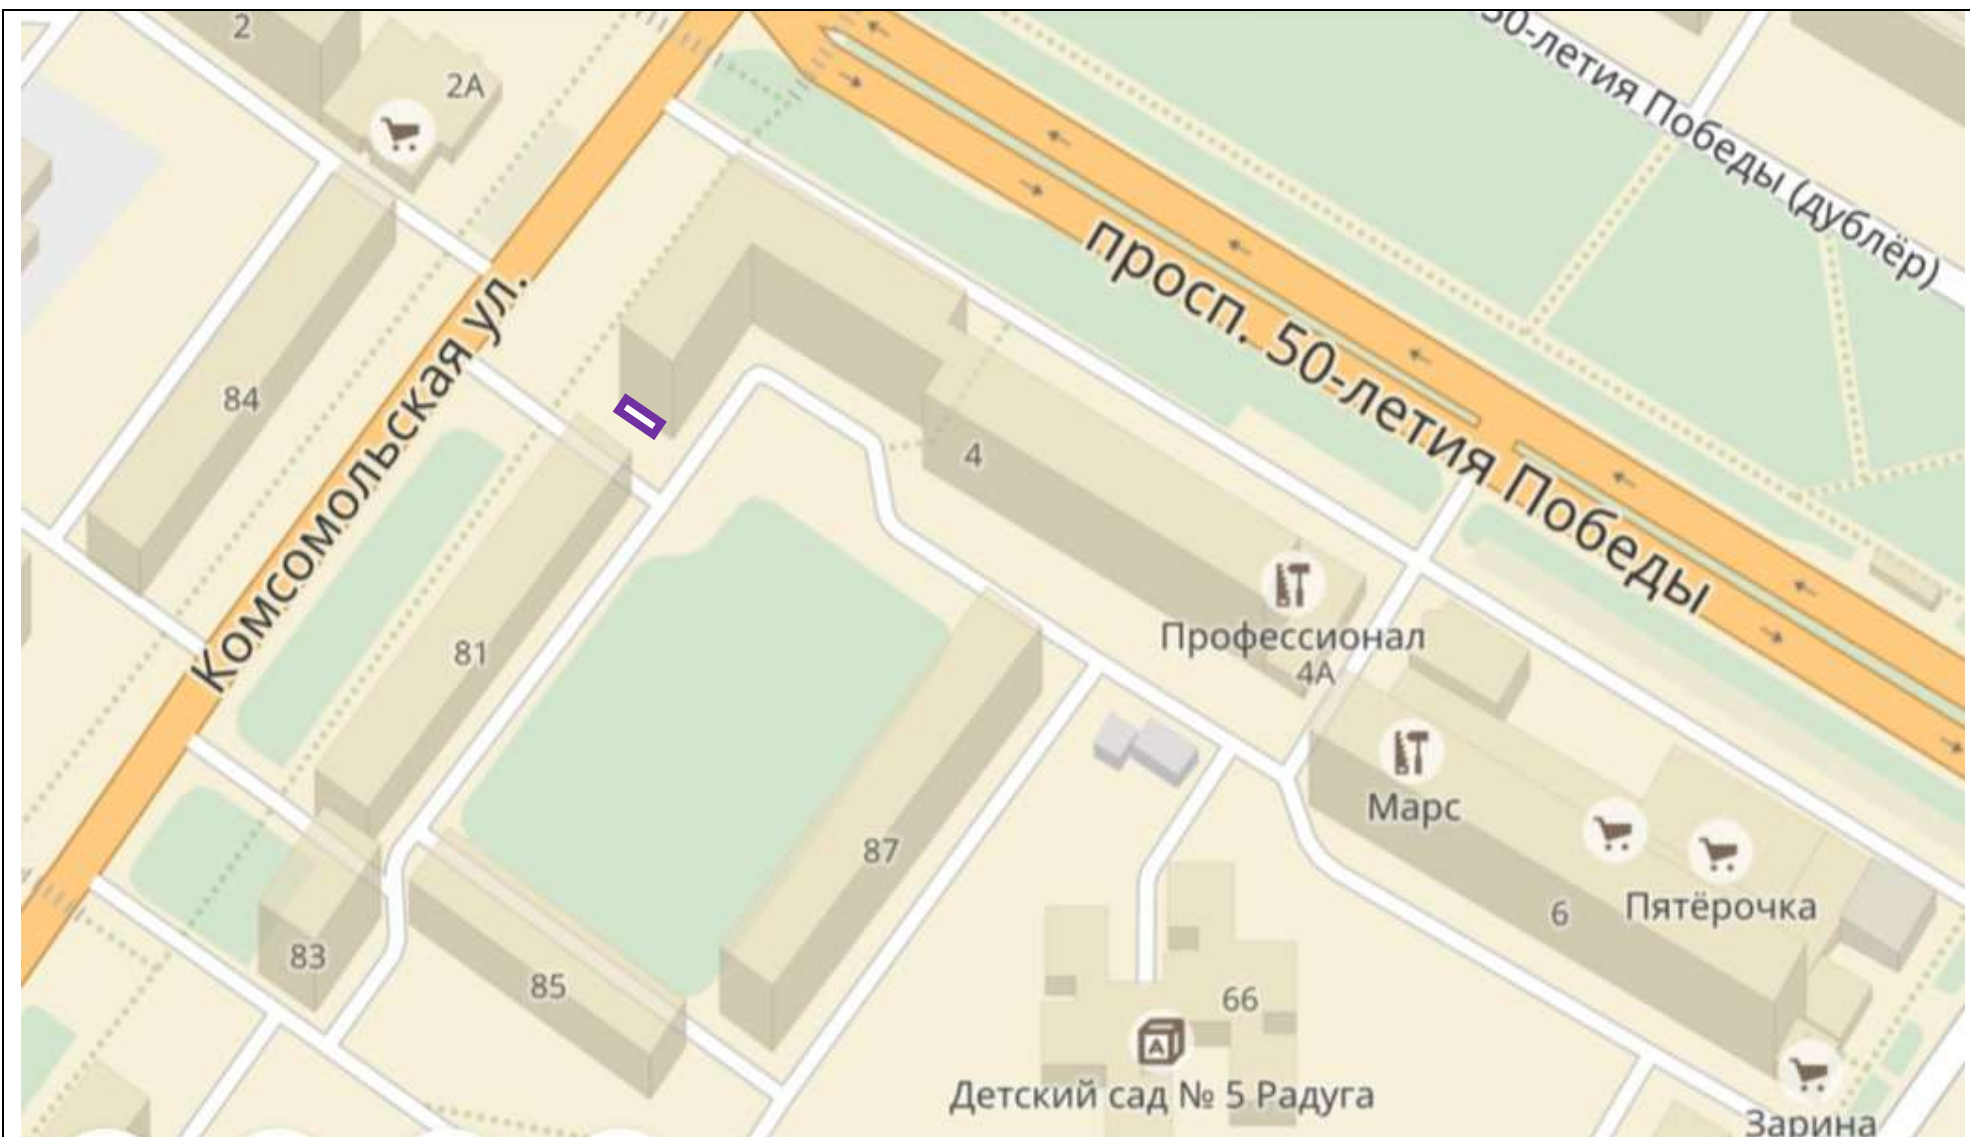 2
2А
50-летия Победы (дублёр)
просп. 50-летия Победы
Комсомольская ул.
84
4
Профессионал
4А
81
Марс
87
6
Пятёрочка
83
85
66
Детский сад № 5 Радуга
Зарина